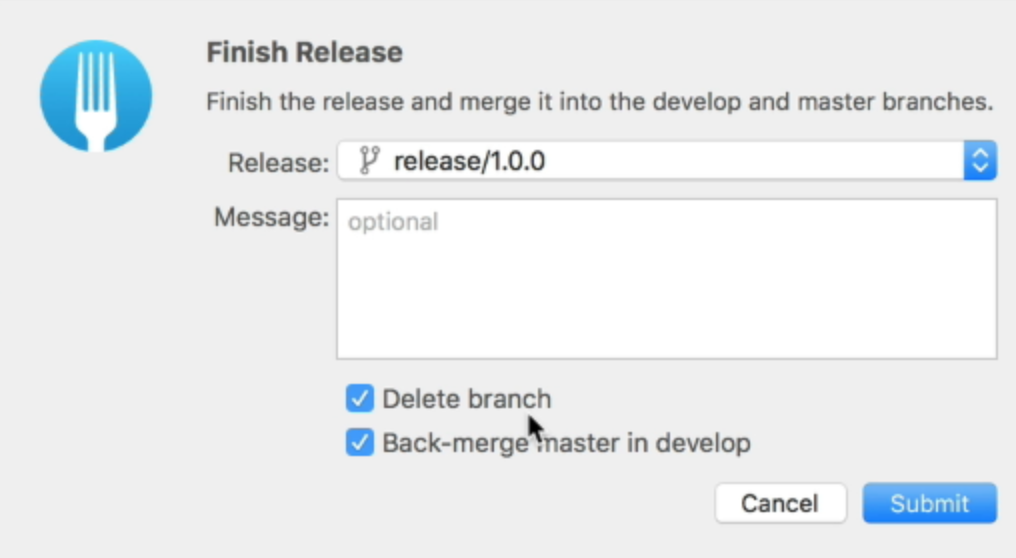 Finish Release
Finish the release and merge it into the develop and master branches.
Release: release/1.0.0
Message: optional
Delete branch
Back-merge master in develop
Cancel Submit